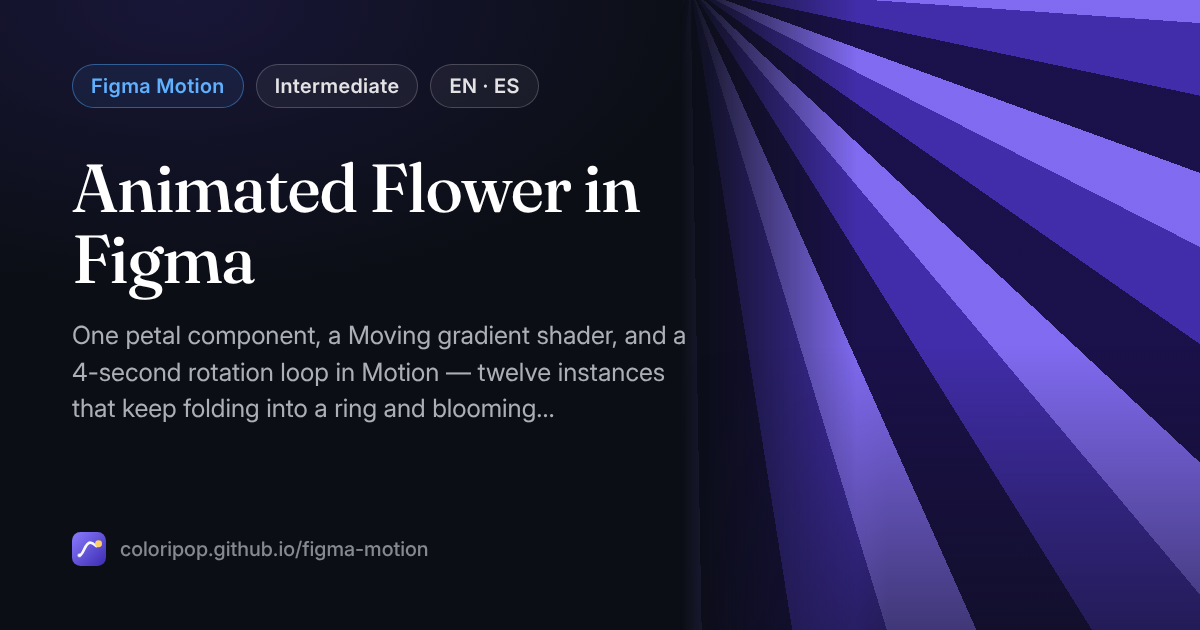 Figma Motion
Intermediate
EN · ES
Animated Flower in
Figma
One petal component, a Moving gradient shader, and a
4-second rotation loop in Motion — twelve instances
that keep folding into a ring and blooming…
coloripop.github.io/figma-motion